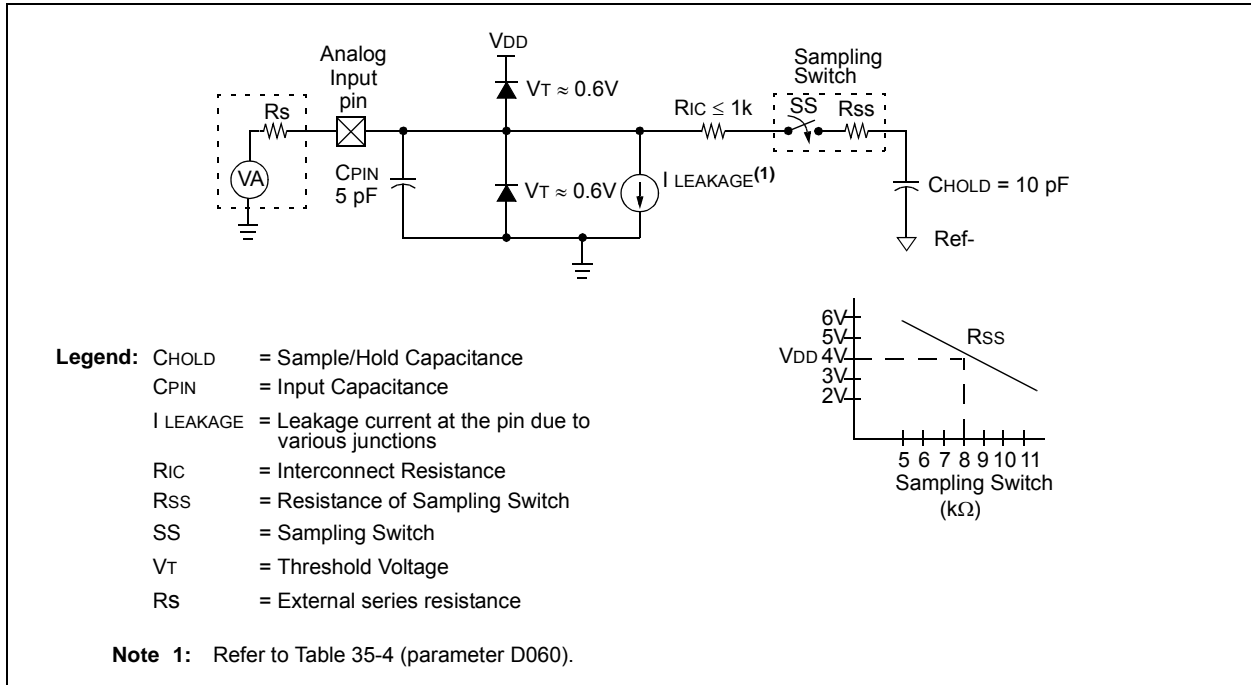 VDD
Analog
Input
pin
Sampling
Switch
VT ≈ 0.6V
Rs
RIC ≤ 1k
SS
Rss
VA
CPIN
5 pF
VT ≈ 0.6V
I LEAKAGE(1)
CHOLD = 10 pF
Ref-
6V
5V
VDD 4V
3V
2V
RSS
5 6 7 8 9 10 11
Sampling Switch
(kΩ)
Legend: CHOLD = Sample/Hold Capacitance
CPIN = Input Capacitance
I LEAKAGE = Leakage current at the pin due to
various junctions
RIC = Interconnect Resistance
RSS = Resistance of Sampling Switch
SS = Sampling Switch
VT = Threshold Voltage
Rs = External series resistance
Note 1: Refer to Table 35-4 (parameter D060).